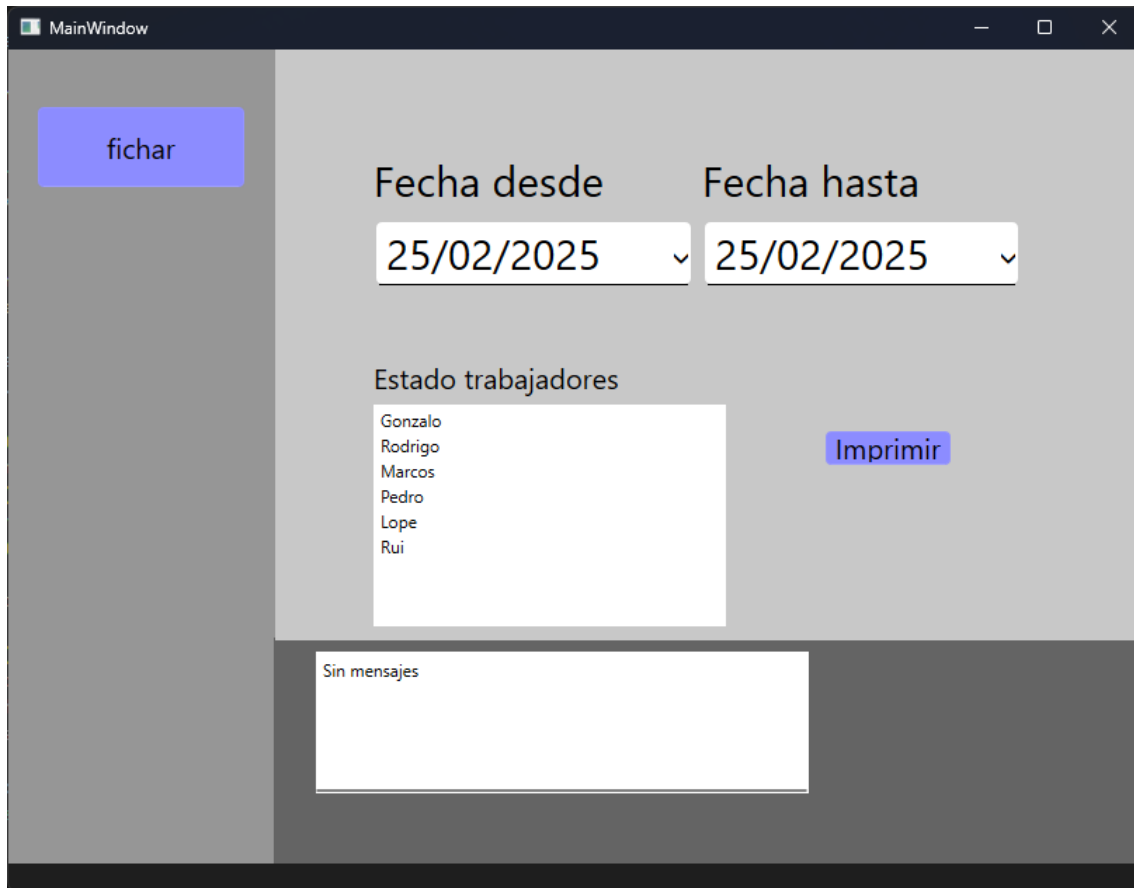 MainWindow
fichar
Fecha desde Fecha hasta
25/02/2025 25/02/2025
Estado trabajadores
Gonzalo
Rodrigo
Imprimir
Marcos
Pedro
Lope
Rui
Sin mensajes